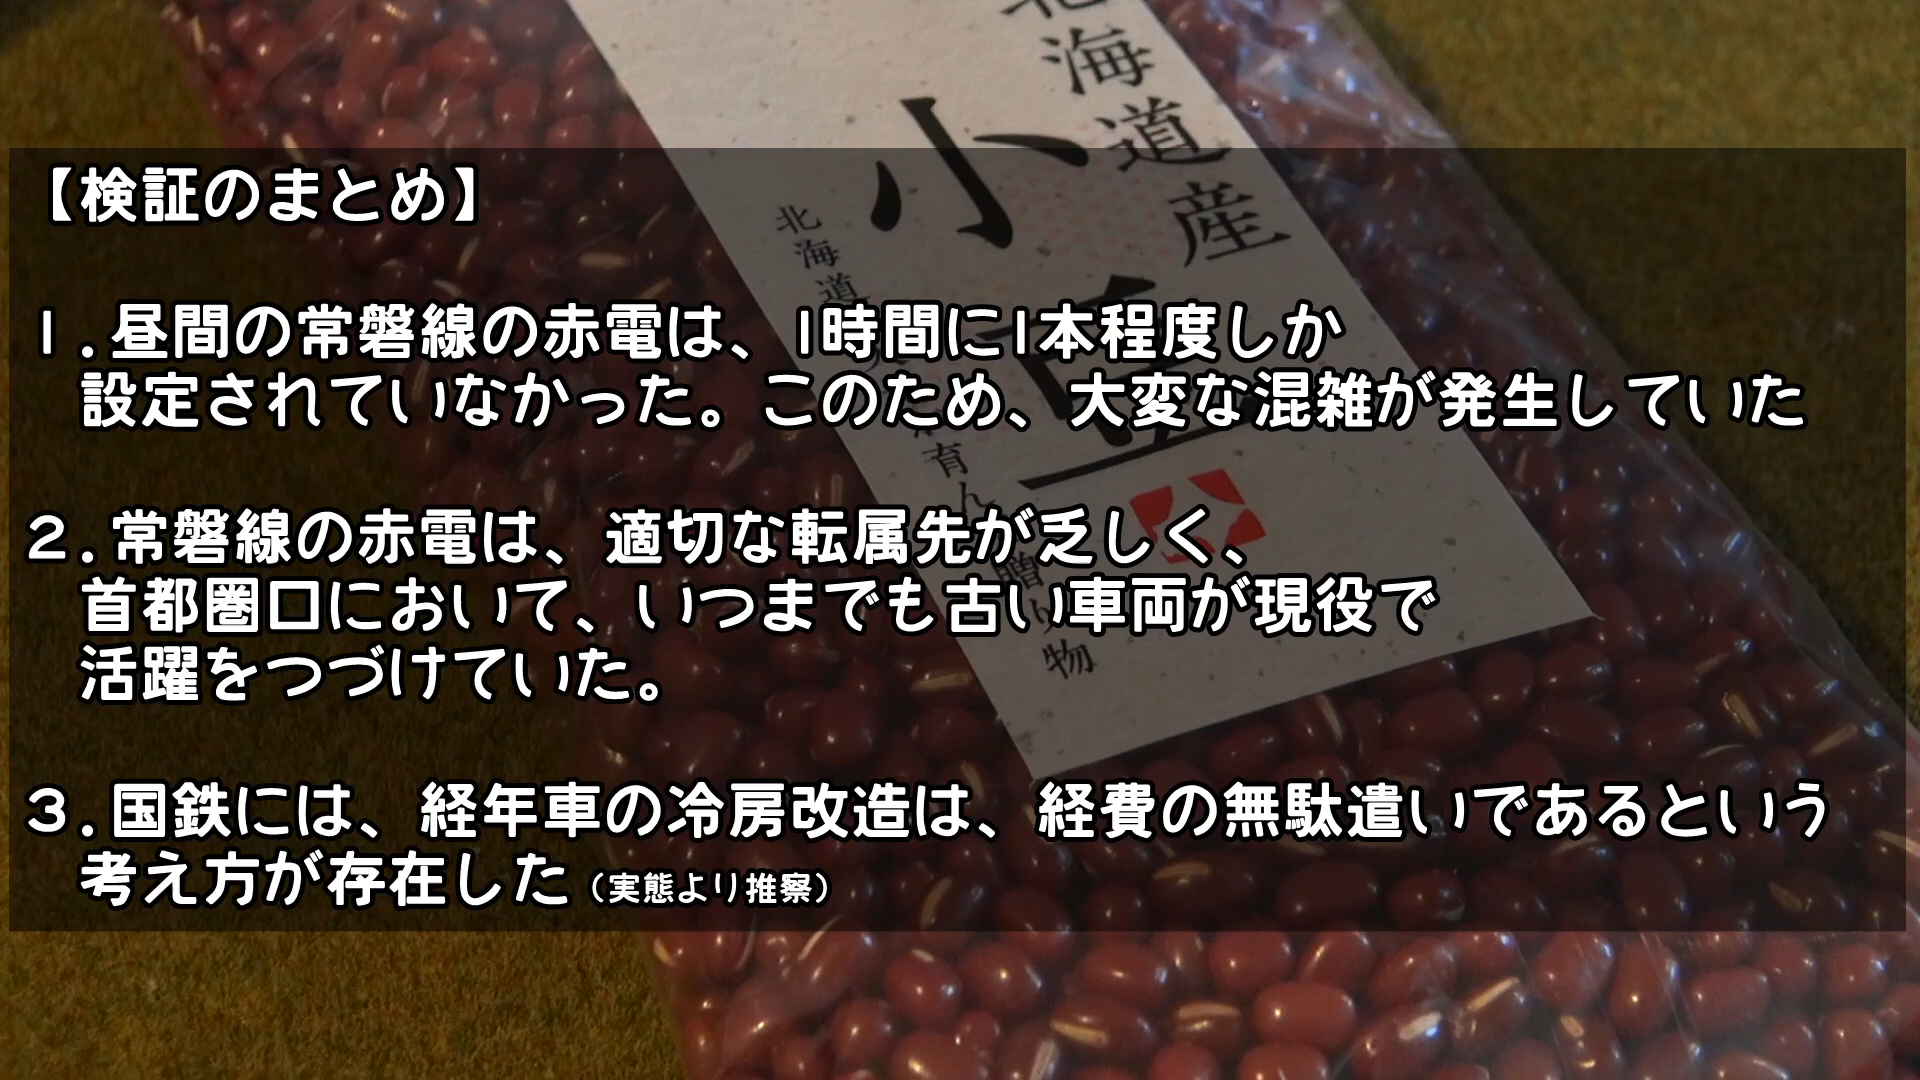 【検証のまとめ】
１.昼間の常磐線の赤電は、1時間に1本程度しか
設定されていなかった。このため、大変な混雑が発生していた
２.常磐線の赤電は、適切な転属先が乏しく、
首都圏口において、いつまでも古い車両が現役で
活躍をつづけていた。
３.国鉄には、経年車の冷房改造は、経費の無駄遣いであるという
考え方が存在した（実態より推察）
北海道産
小豆
北海道
育ん
贈り物